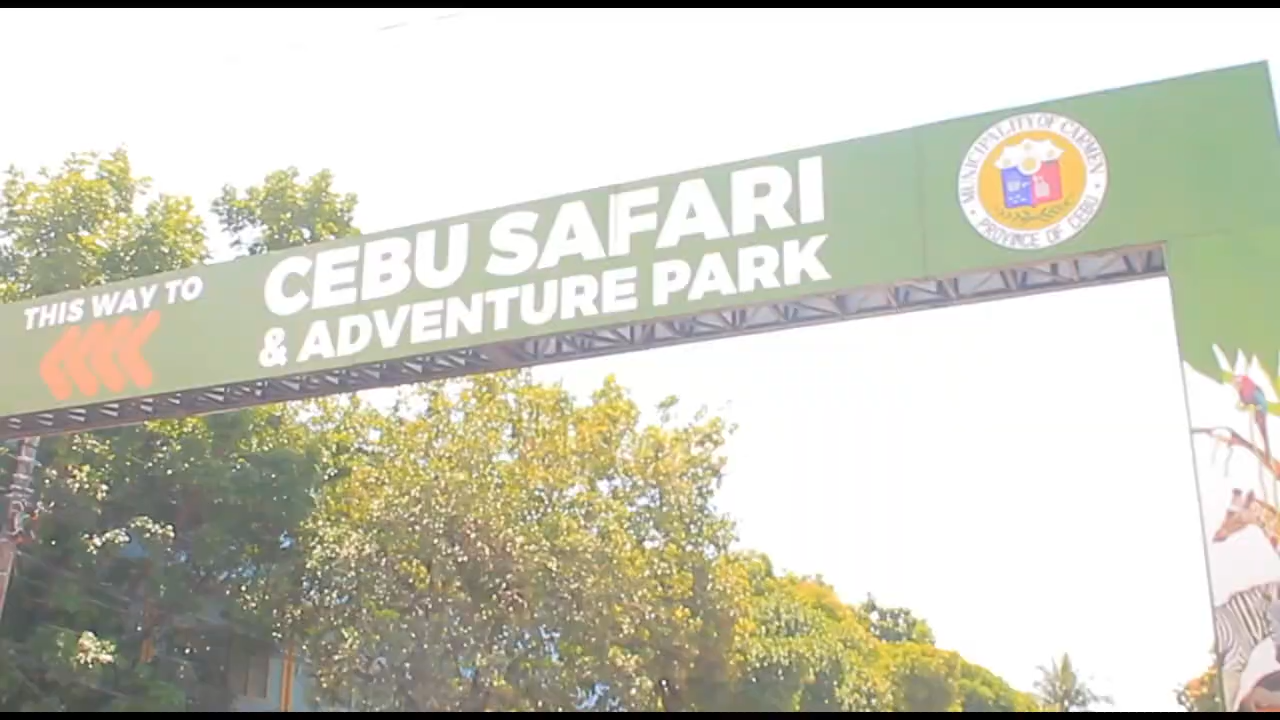 THIS WAY TO
CEBU SAFARI
& ADVENTURE PARK
MUNICIPALITY OF CARMEN
PROVINCE OF CEBU